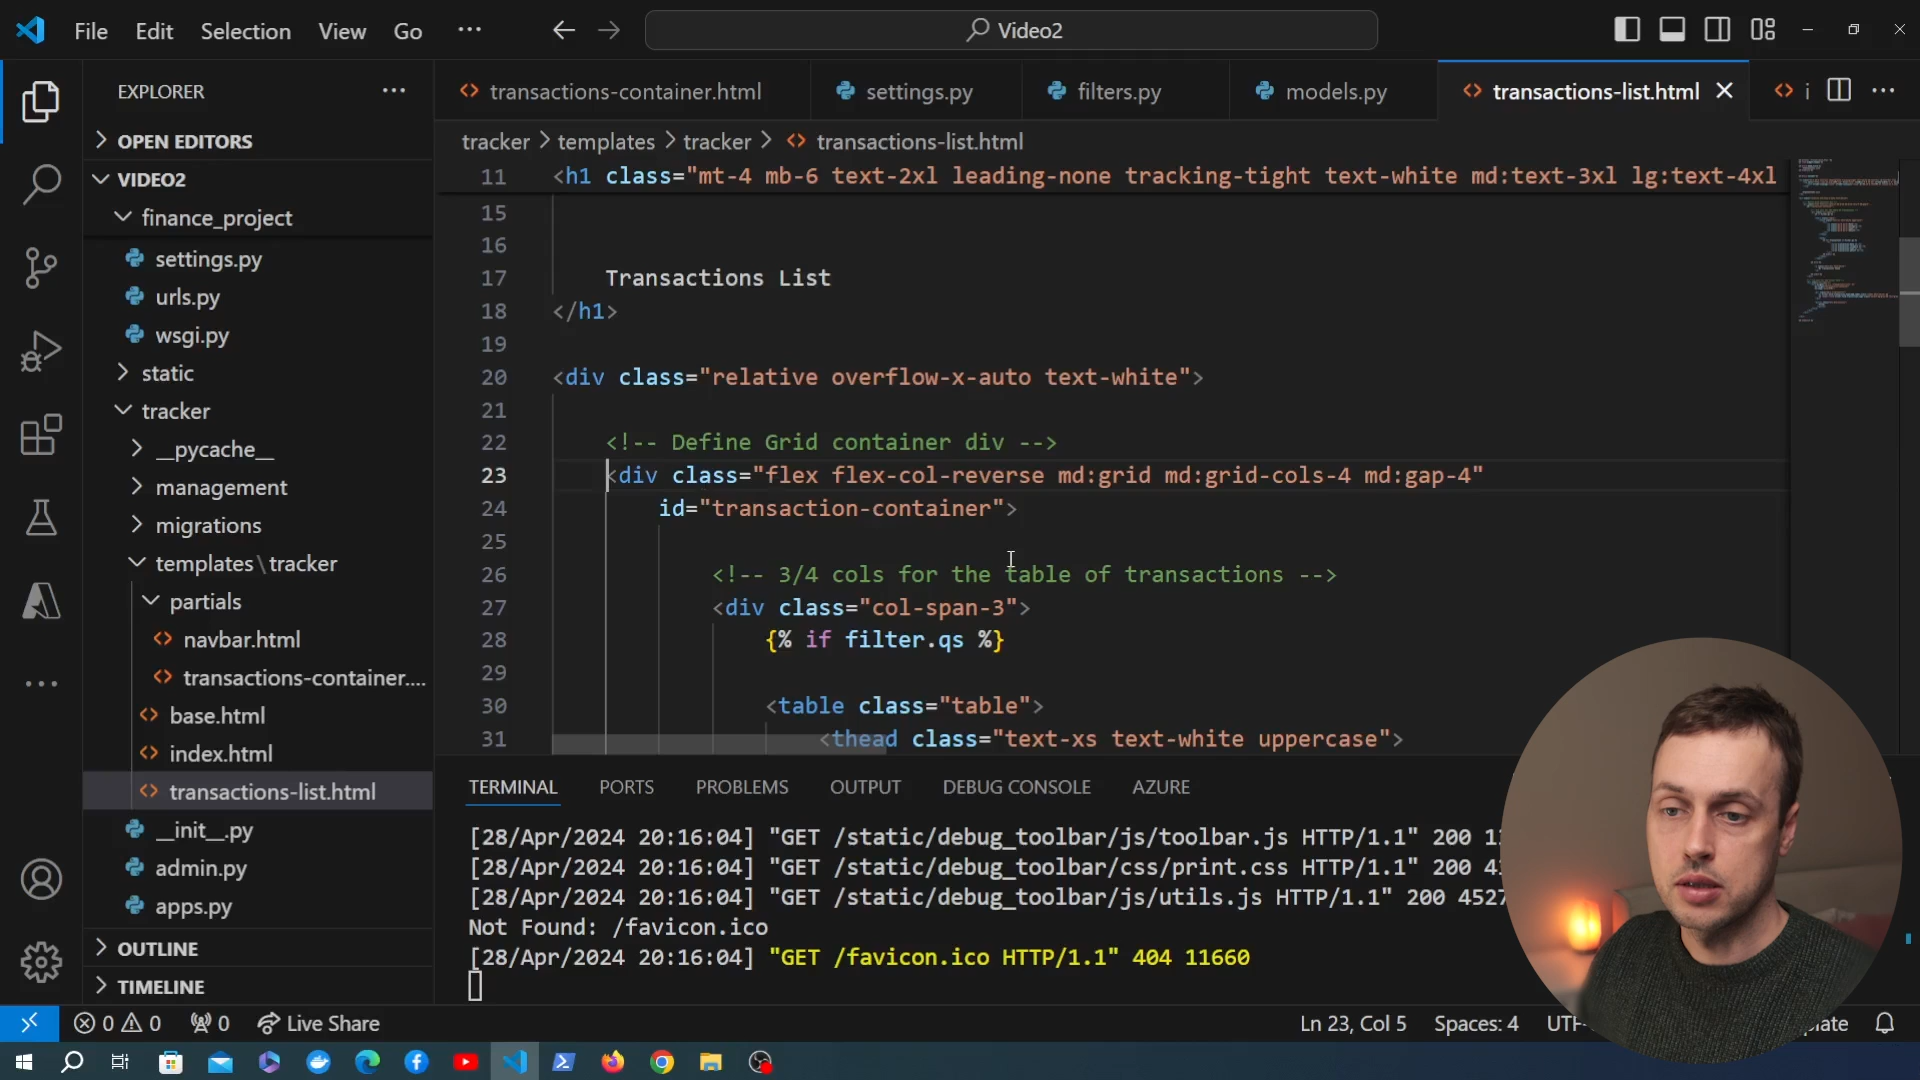 File Edit Selection View Go ...
Video2
EXPLORER ...
OPEN EDITORS
VIDEO2
finance_project
settings.py
urls.py
wsgi.py
static
tracker
__pycache__
management
migrations
templates\tracker
partials
navbar.html
transactions-container....
base.html
index.html
transactions-list.html
__init__.py
admin.py
apps.py
OUTLINE
TIMELINE
transactions-container.html settings.py filters.py models.py transactions-list.html i
tracker > templates > tracker > transactions-list.html
11 <h1 class="mt-4 mb-6 text-2xl leading-none tracking-tight text-white md:text-3xl lg:text-4xl
15
16
17 Transactions List
18 </h1>
19
20 <div class="relative overflow-x-auto text-white">
21
22 <!-- Define Grid container div -->
23 <div class="flex flex-col-reverse md:grid md:grid-cols-4 md:gap-4"
24 id="transaction-container">
25
26 <!-- 3/4 cols for the table of transactions -->
27 <div class="col-span-3">
28 {% if filter.qs %}
29
30 <table class="table">
31 <thead class="text-xs text-white uppercase">
TERMINAL PORTS PROBLEMS OUTPUT DEBUG CONSOLE AZURE
[28/Apr/2024 20:16:04] "GET /static/debug_toolbar/js/toolbar.js HTTP/1.1" 200
[28/Apr/2024 20:16:04] "GET /static/debug_toolbar/css/print.css HTTP/1.1" 200
[28/Apr/2024 20:16:04] "GET /static/debug_toolbar/js/utils.js HTTP/1.1" 200 4527
Not Found: /favicon.ico
[28/Apr/2024 20:16:04] "GET /favicon.ico HTTP/1.1" 404 11660
0 0 0 Live Share Ln 23, Col 5 Spaces: 4